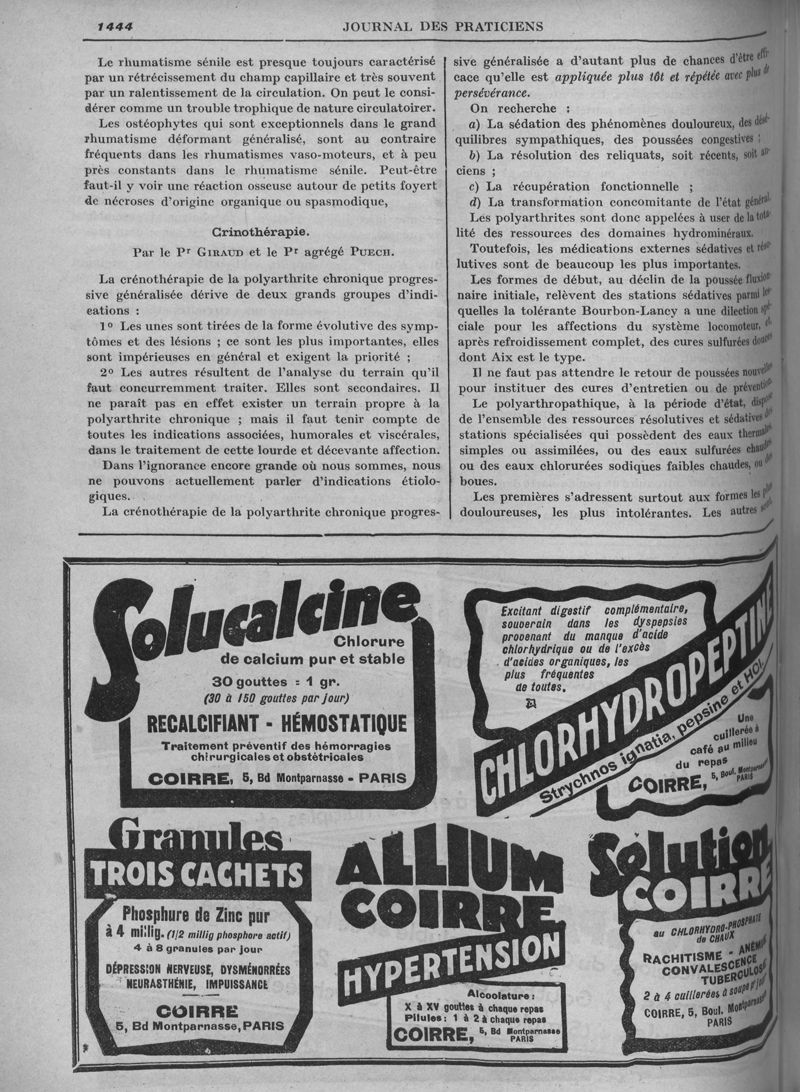 1444
JOURNAL DES PRATICIENS
Le rhumatisme sénile est presque toujours caractérisé
par un rétrécissement du champ capillaire et très souvent
par un ralentissement de la circulation. On peut le consi-
dérer comme un trouble trophique de nature circulatoirer.
Les ostéophytes qui sont exceptionnels dans le grand
rhumatisme déformant généralisé, sont au contraire
fréquents dans les rhumatismes vaso-moteurs, et à peu
près constants dans le rhumatisme sénile. Peut-être
faut-il y voir une réaction osseuse autour de petits foyert
de nécroses d'origine organique ou spasmodique,
Crinothérapie.
Par le Pr GIRAUD et le Pr agrégé PUECH.
La crénothérapie de la polyarthrite chronique progres-
sive généralisée dérive de deux grands groupes d'indi-
eations :
1º Les unes sont tirées de la forme évolutive des symp-
tômes et des lésions ; ce sont les plus importantes, elles
sont impérieuses en général et exigent la priorité ;
2º Les autres résultent de l'analyse du terrain qu'il
faut concurremment traiter. Elles sont secondaires. Il
ne paraît pas en effet exister un terrain propre à la
polyarthrite chronique ; mais il faut tenir compte de
toutes les indications associées, humorales et viscérales,
dans le traitement de cette lourde et décevante affection.
Dans l'ignorance encore grande où nous sommes, nous
ne pouvons actuellement parler d'indications étiolo-
giques.
La crénothérapie de la polyarthrite chronique progres-
sive généralisée a d'autant plus de chances d'être effi-
cace qu'elle est appliquée plus tôt et répétée avec plus de
persévérance.
On recherche :
a) La sédation des phénomènes douloureux, des désé-
quilibres sympathiques, des poussées congestives ;
b) La résolution des reliquats, soit récents, soit an-
ciens ;
c) La récupération fonctionnelle ;
d) La transformation concomitante de l'état général.
Les polyarthrites sont donc appelées à user de la tota-
lité des ressources des domaines hydrominéraux.
Toutefois, les médications externes sédatives et réso-
lutives sont de beaucoup les plus importantes.
Les formes de début, au déclin de la poussée fluxion-
naire initiale, relèvent des stations sédatives parmi les-
quelles la tolérante Bourbon-Lancy a une dilection spé-
ciale pour les affections du système locomoteur, et,
après refroidissement complet, des cures sulfurées douces
dont Aix est le type.
Il ne faut pas attendre le retour de poussées nouvelles
pour instituer des cures d'entretien ou de prévention.
Le polyarthropathique, à la période d'état, dispose
de l'ensemble des ressources résolutives et sédatives des
stations spécialisées qui possèdent des eaux thermales
simples ou assimilées, ou des eaux sulfurées chaudes
ou des eaux chlorurées sodiques faibles chaudes, ou des
boues.
Les premières s'adressent surtout aux formes les plus
douloureuses, les plus intolérantes. Les autres sont
Solucalcine
Chlorure
de calcium pur et stable
30 gouttes = 1 gr.
(30 à 150 gouttes par jour)
RECALCIFIANT - HÉMOSTATIQUE
Traitement préventif des hémorragies
chirurgicales et obstétricales
COIRRE, 5, Bd Montparnasse - PARIS
Excitant digestif complémentaire,
souverain dans les dyspepsies
provenant du manque d'acide
chlorhydrique ou de l'excès
d'acides organiques, les
plus fréquentes
de toutes.
CHLORHYDROPEPTINE
Strychnos ignatia, pepsine et Hcl.
Une
cuillerée à
café au milieu
du repas
COIRRE, 5, Boul. Montparnasse
PARIS
Granules
TROIS CACHETS
Phosphure de Zinc pur
à 4 millig. (1/2 millig phosphore actif)
4 à 8 granules par jour
DÉPRESSION NERVEUSE, DYSMÉNORRÉES
NEURASTHÉNIE, IMPUISSANCE
COIRRE
5, Bd Montparnasse, PARIS
ALLIUM
COIRRE
HYPERTENSION
Alcoolature :
X à XV gouttes à chaque repas
Pilules : 1 à 2 à chaque repas
COIRRE, 5, Bd Montparnasse
PARIS
Solution
COIRRE
au CHLORHYDRO-PHOSPHATE
de CHAUX
RACHITISME - ANÉMIE
CONVALESCENCE
TUBERCULOSE
2 à 4 cuillerées à soupe p' jour
COIRRE, 5, Boul. Montparnasse
PARIS